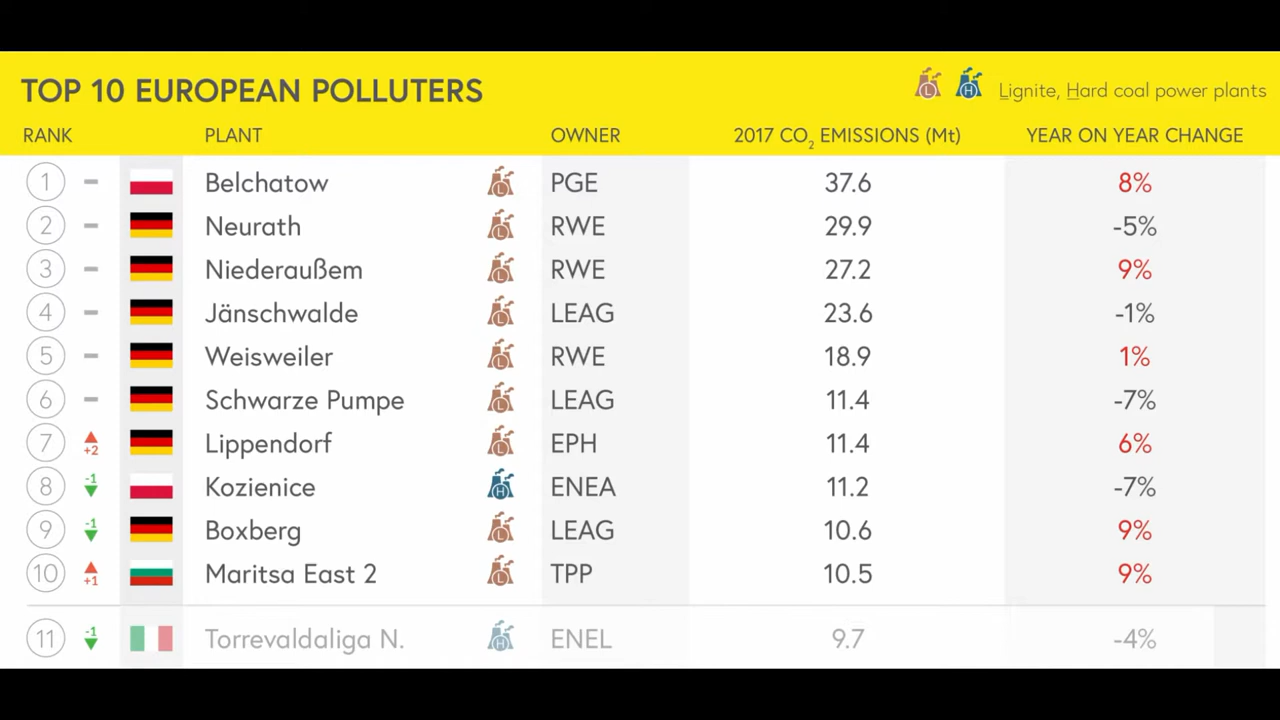 TOP 10 EUROPEAN POLLUTERS
L H Lignite, Hard coal power plants
RANK PLANT OWNER 2017 CO₂ EMISSIONS (Mt) YEAR ON YEAR CHANGE
1 – Belchatow L PGE 37.6 8%
2 – Neurath L RWE 29.9 -5%
3 – Niederaußem L RWE 27.2 9%
4 – Jänschwalde L LEAG 23.6 -1%
5 – Weisweiler L RWE 18.9 1%
6 – Schwarze Pumpe L LEAG 11.4 -7%
7 +2 Lippendorf L EPH 11.4 6%
8 -1 Kozienice H ENEA 11.2 -7%
9 -1 Boxberg L LEAG 10.6 9%
10 +1 Maritsa East 2 L TPP 10.5 9%
11 -1 Torrevaldaliga N. H ENEL 9.7 -4%